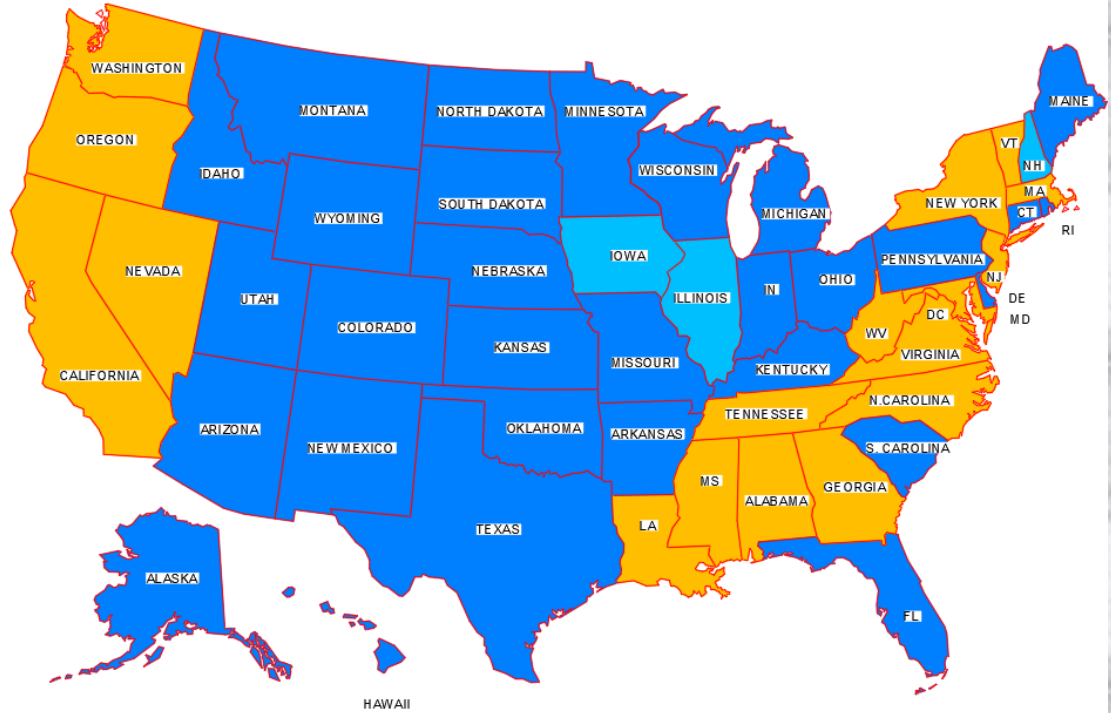 WASHINGTON
MONTANA
NORTH DAKOTA
MINNESOTA
MAINE
OREGON
VT
IDAHO
WISCONSIN
NH
MA
WYOMING
SOUTH DAKOTA
MICHIGAN
NEW YORK
CT
RI
IOWA
PENNSYLVANIA
NEVADA
NEBRASKA
OHIO
NJ
UTAH
ILLINOIS
IN
DE
COLORADO
DC
MD
KANSAS
WV
VIRGINIA
MISSOURI
KENTUCKY
CALIFORNIA
N.CAROLINA
TENNESSEE
ARIZONA
OKLAHOMA
ARKANSAS
NEW MEXICO
S. CAROLINA
MS
GEORGIA
ALABAMA
TEXAS
LA
ALASKA
FL
HAWAII